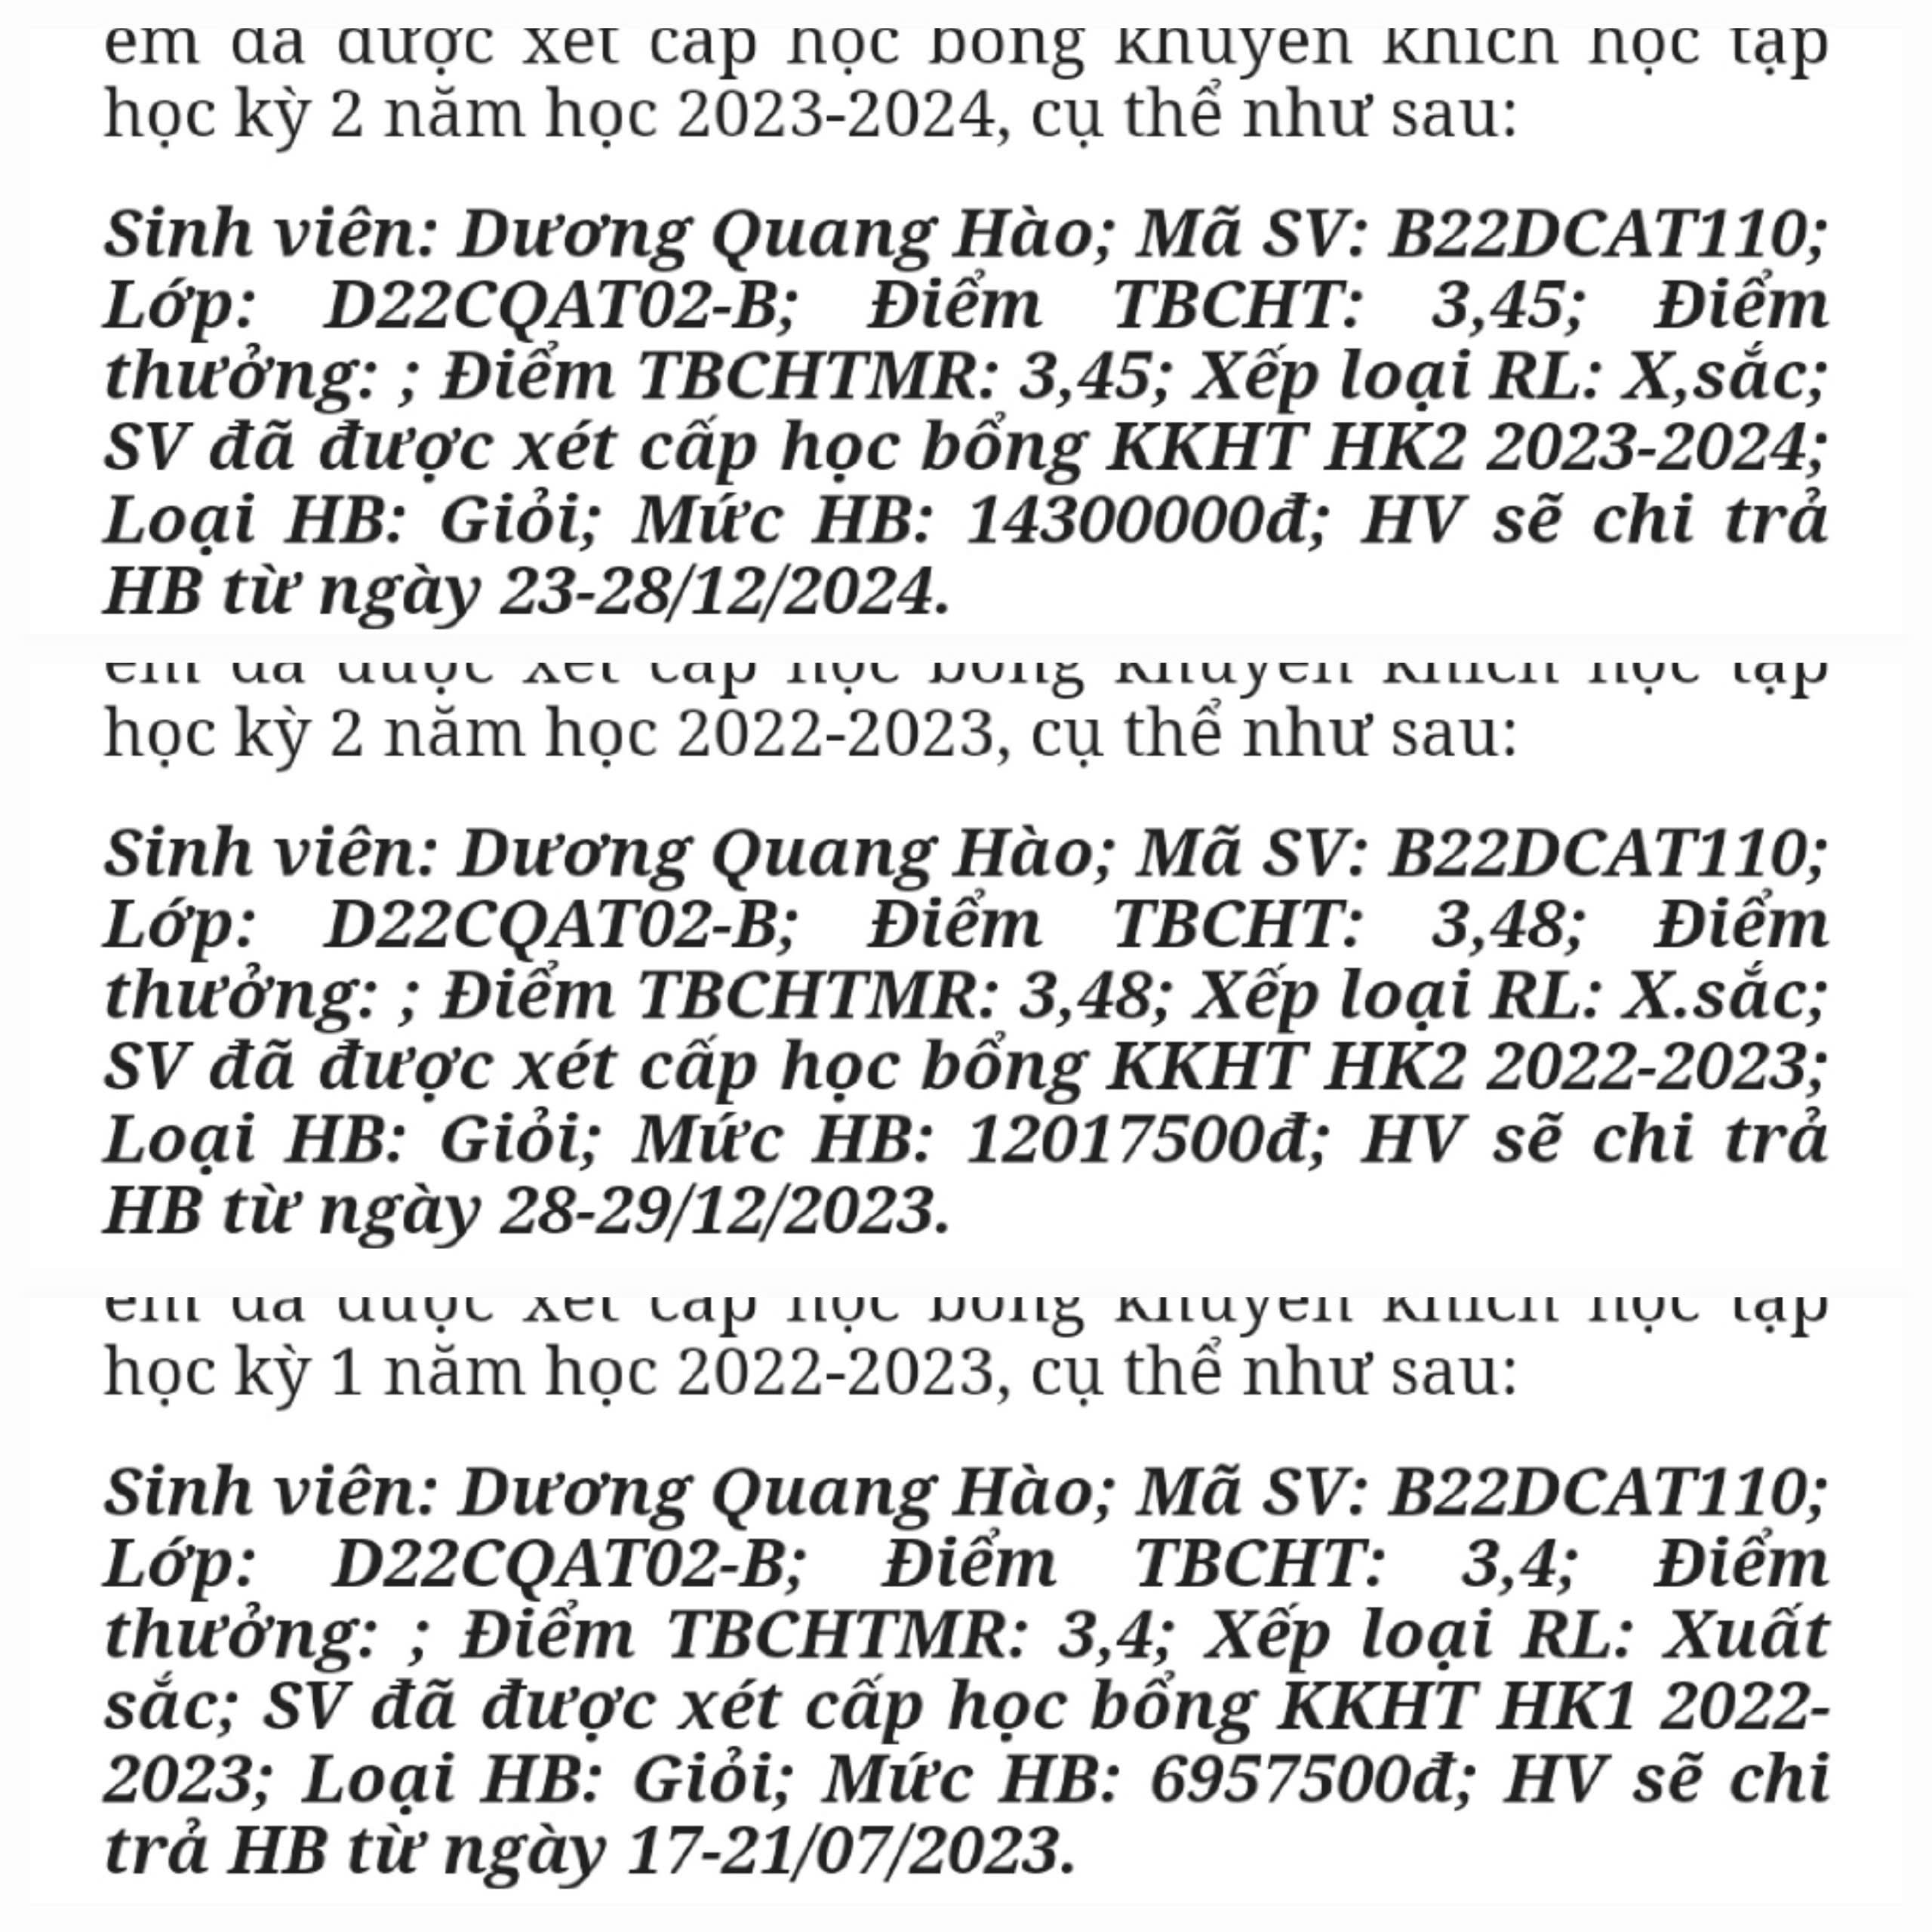 em đã được xét cấp học bổng khuyến khích học tập
học kỳ 2 năm học 2023-2024, cụ thể như sau:
Sinh viên: Dương Quang Hào; Mã SV: B22DCAT110;
Lớp: D22CQAT02-B; Điểm TBCHT: 3,45; Điểm
thưởng: ; Điểm TBCHTMR: 3,45; Xếp loại RL: X,sắc;
SV đã được xét cấp học bổng KKHT HK2 2023-2024;
Loại HB: Giỏi; Mức HB: 14300000đ; HV sẽ chi trả
HB từ ngày 23-28/12/2024.
em đã được xét cấp học bổng khuyến khích học tập
học kỳ 2 năm học 2022-2023, cụ thể như sau:
Sinh viên: Dương Quang Hào; Mã SV: B22DCAT110;
Lớp: D22CQAT02-B; Điểm TBCHT: 3,48; Điểm
thưởng: ; Điểm TBCHTMR: 3,48; Xếp loại RL: X.sắc;
SV đã được xét cấp học bổng KKHT HK2 2022-2023;
Loại HB: Giỏi; Mức HB: 12017500đ; HV sẽ chi trả
HB từ ngày 28-29/12/2023.
em đã được xét cấp học bổng khuyến khích học tập
học kỳ 1 năm học 2022-2023, cụ thể như sau:
Sinh viên: Dương Quang Hào; Mã SV: B22DCAT110;
Lớp: D22CQAT02-B; Điểm TBCHT: 3,4; Điểm
thưởng: ; Điểm TBCHTMR: 3,4; Xếp loại RL: Xuất
sắc; SV đã được xét cấp học bổng KKHT HK1 2022-
2023; Loại HB: Giỏi; Mức HB: 6957500đ; HV sẽ chi
trả HB từ ngày 17-21/07/2023.